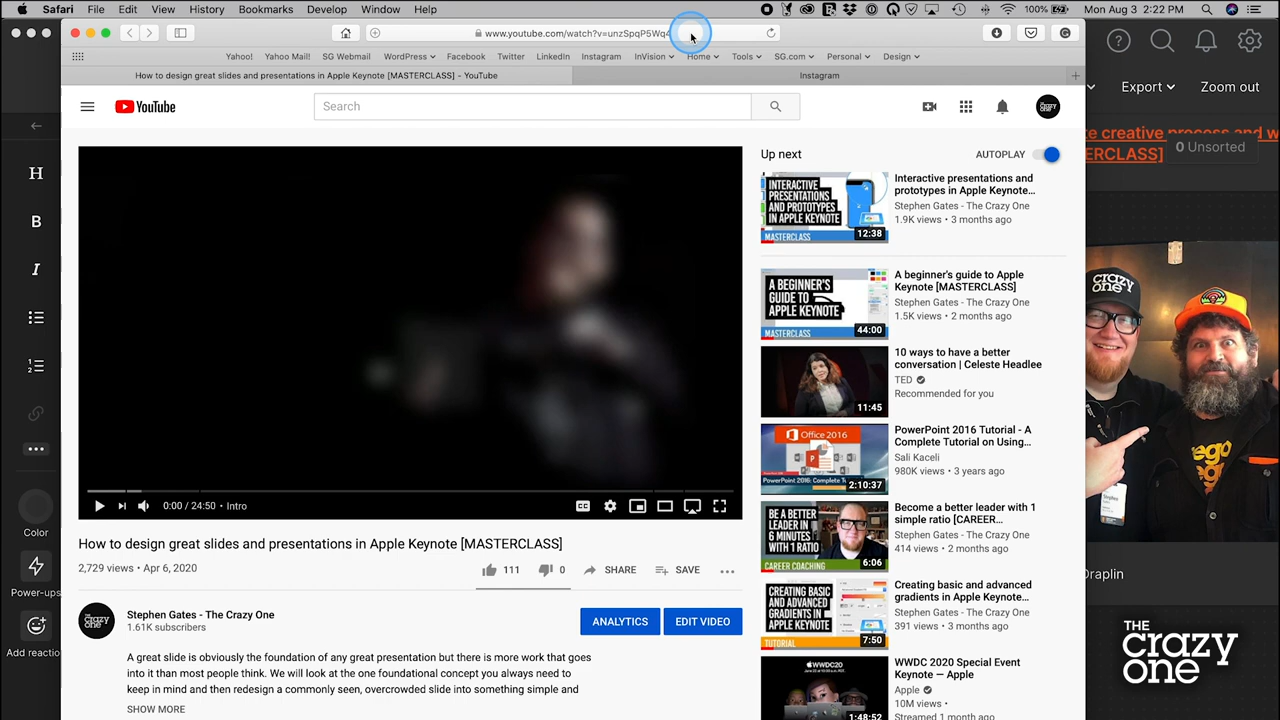 Safari File Edit View History Bookmarks Develop Window Help
100% Mon Aug 3 2:22 PM
www.youtube.com/watch?v=unzSpqP5Wq4
Yahoo! Yahoo Mail! SG Webmail WordPress Facebook Twitter LinkedIn Instagram InVision Home Tools SG.com Personal Design
How to design great slides and presentations in Apple Keynote [MASTERCLASS] - YouTube
Instagram
Export Zoom out
YouTube
Search
THE CRAZY ONE
creative process and w
ERCLASS]
0 Unsorted
H
B
I
Color
Power-ups
Add reactio
Up next
AUTOPLAY
INTERACTIVE
PRESENTATIONS
AND PROTOTYPES
IN APPLE KEYNOTE
MASTERCLASS
12:38
Interactive presentations and
prototypes in Apple Keynote...
Stephen Gates - The Crazy One
1.9K views • 3 months ago
A BEGINNER'S
GUIDE TO
APPLE KEYNOTE
MASTERCLASS
44:00
A beginner's guide to Apple
Keynote [MASTERCLASS]
Stephen Gates - The Crazy One
1.5K views • 2 months ago
11:45
10 ways to have a better
conversation | Celeste Headlee
TED
Recommended for you
Office 2016
PowerPoint 2016: Complete
2:10:37
PowerPoint 2016 Tutorial - A
Complete Tutorial on Using...
Sali Kaceli
980K views • 3 years ago
BE A BETTER
LEADER IN
6 MINUTES
WITH 1 RATIO
CAREER COACHING
6:06
Become a better leader with 1
simple ratio [CAREER...
Stephen Gates - The Crazy One
414 views • 2 months ago
CREATING BASIC
AND ADVANCED
GRADIENTS IN
APPLE KEYNOTE
TUTORIAL
7:50
Creating basic and advanced
gradients in Apple Keynote...
Stephen Gates - The Crazy One
391 views • 3 months ago
WWDC20
1:48:52
WWDC 2020 Special Event
Keynote — Apple
Apple
10M views •
Streamed 1 month ago
0:00 / 24:50 • Intro
CC
How to design great slides and presentations in Apple Keynote [MASTERCLASS]
2,729 views • Apr 6, 2020
111 0 SHARE SAVE
THE CRAZY ONE
Stephen Gates - The Crazy One
1.61K subscribers
ANALYTICS EDIT VIDEO
A great slide is obviously the foundation of any great presentation but there is more work that goes
into it than most people think. We will look at the one foundational concept you always need to
keep in mind and then redesign a commonly seen, overcrowded slide into something simple and
SHOW MORE
crazy
one
Draplin
THE
crazy
one